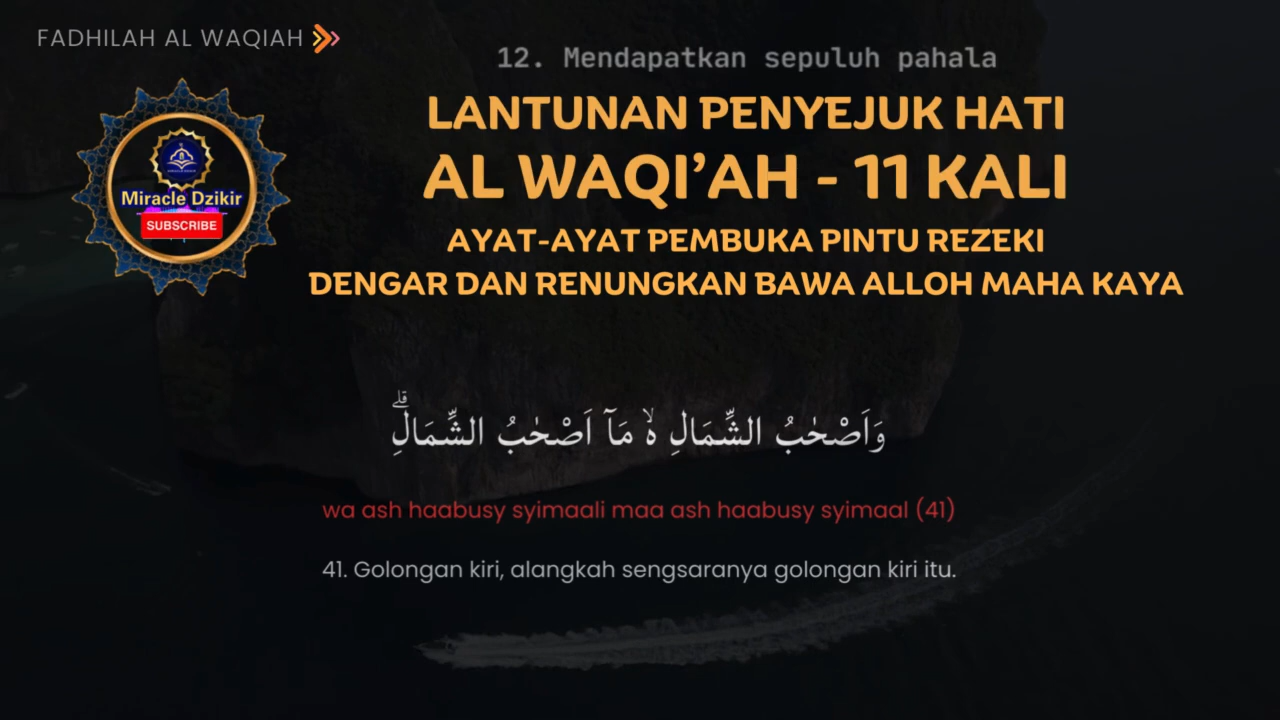 FADHILAH AL WAQIAH
12. Mendapatkan sepuluh pahala
LANTUNAN PENYEJUK HATI
AL WAQI’AH - 11 KALI
AYAT-AYAT PEMBUKA PINTU REZEKI
DENGAR DAN RENUNGKAN BAWA ALLOH MAHA KAYA
Miracle Dzikir
SUBSCRIBE
وَاَصْحٰبُ الشِّمَالِ ەۙ مَآ اَصْحٰبُ الشِّمَالِۗ
wa ash haabusy syimaali maa ash haabusy syimaal (41)
41. Golongan kiri, alangkah sengsaranya golongan kiri itu.